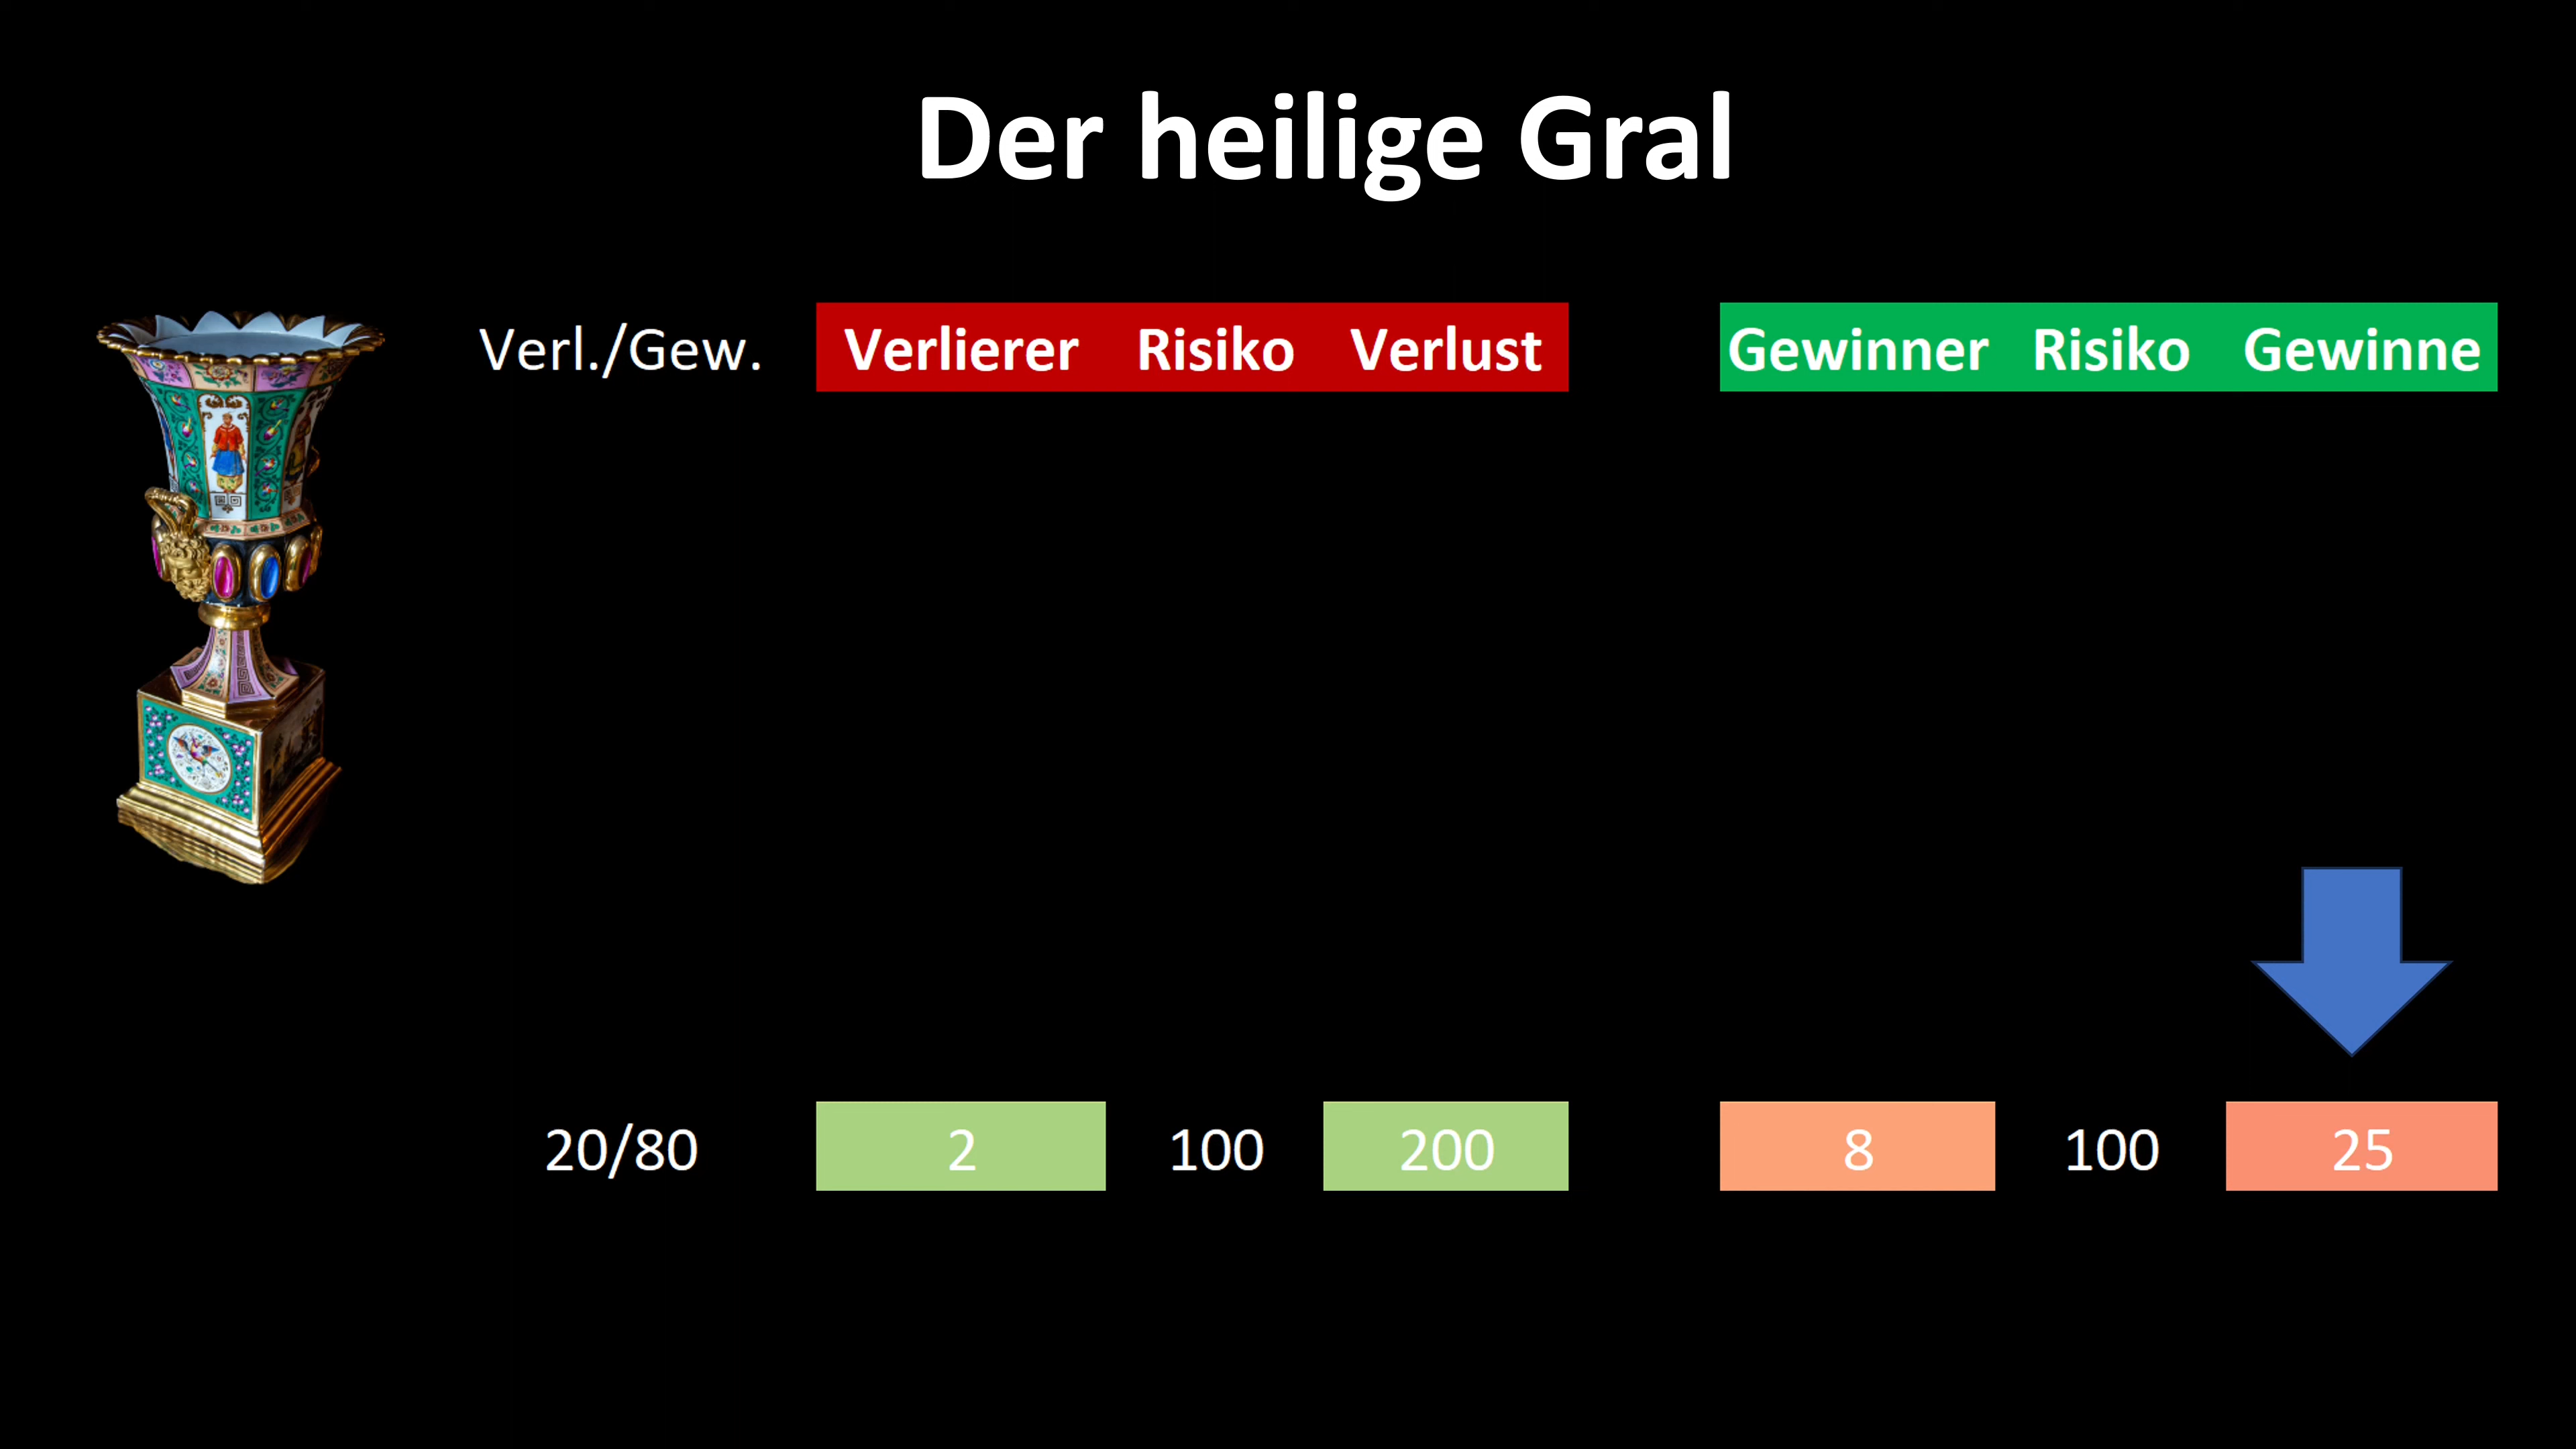 Der heilige Gral
Verl./Gew. Verlierer Risiko Verlust Gewinner Risiko Gewinne
20/80 2 100 200 8 100 25